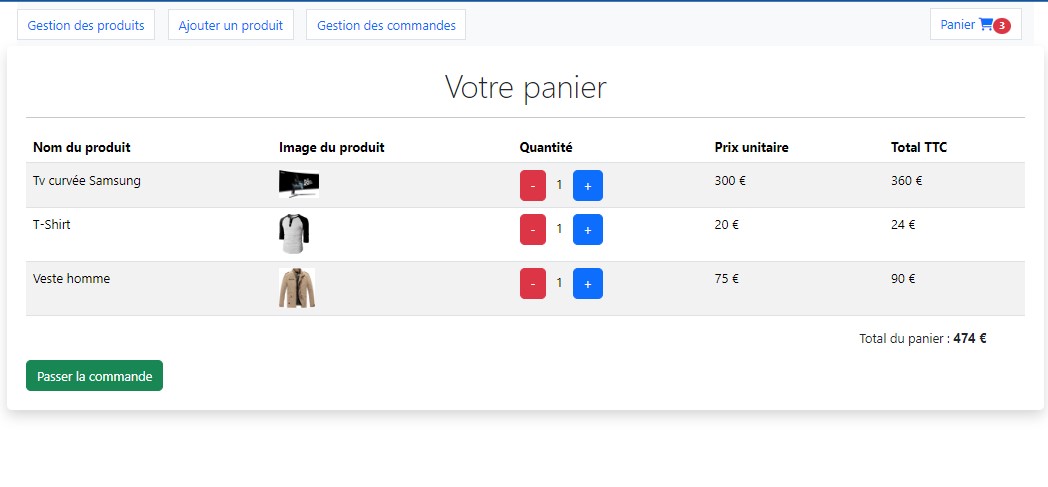 Gestion des produits Ajouter un produit Gestion des commandes Panier 3
Votre panier
Nom du produit Image du produit Quantité Prix unitaire Total TTC
Tv curvée Samsung - 1 + 300 € 360 €
T-Shirt - 1 + 20 € 24 €
Veste homme - 1 + 75 € 90 €
Total du panier : 474 €
Passer la commande